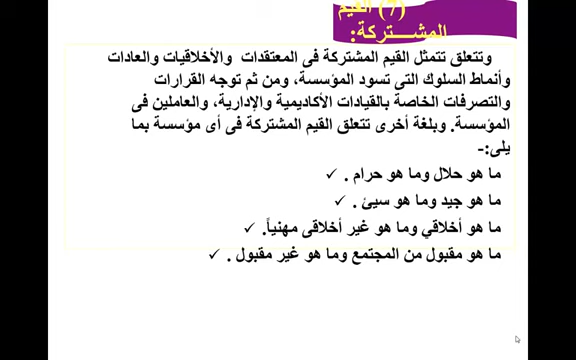 (7) القيم
المشـــتركة:
وتتعلق تتمثل القيم المشتركة فى المعتقدات والأخلاقيات والعادات
وأنماط السلوك التى تسود المؤسسة، ومن ثم توجه القرارات
والتصرفات الخاصة بالقيادات الأكاديمية والإدارية، والعاملين فى
المؤسسة. وبلغة أخرى تتعلق القيم المشتركة فى أى مؤسسة بما
يلى:-
ما هو حلال وما هو حرام . ✓
ما هو جيد وما هو سيئ . ✓
ما هو أخلاقي وما هو غير أخلاقى مهنياً. ✓
ما هو مقبول من المجتمع وما هو غير مقبول . ✓